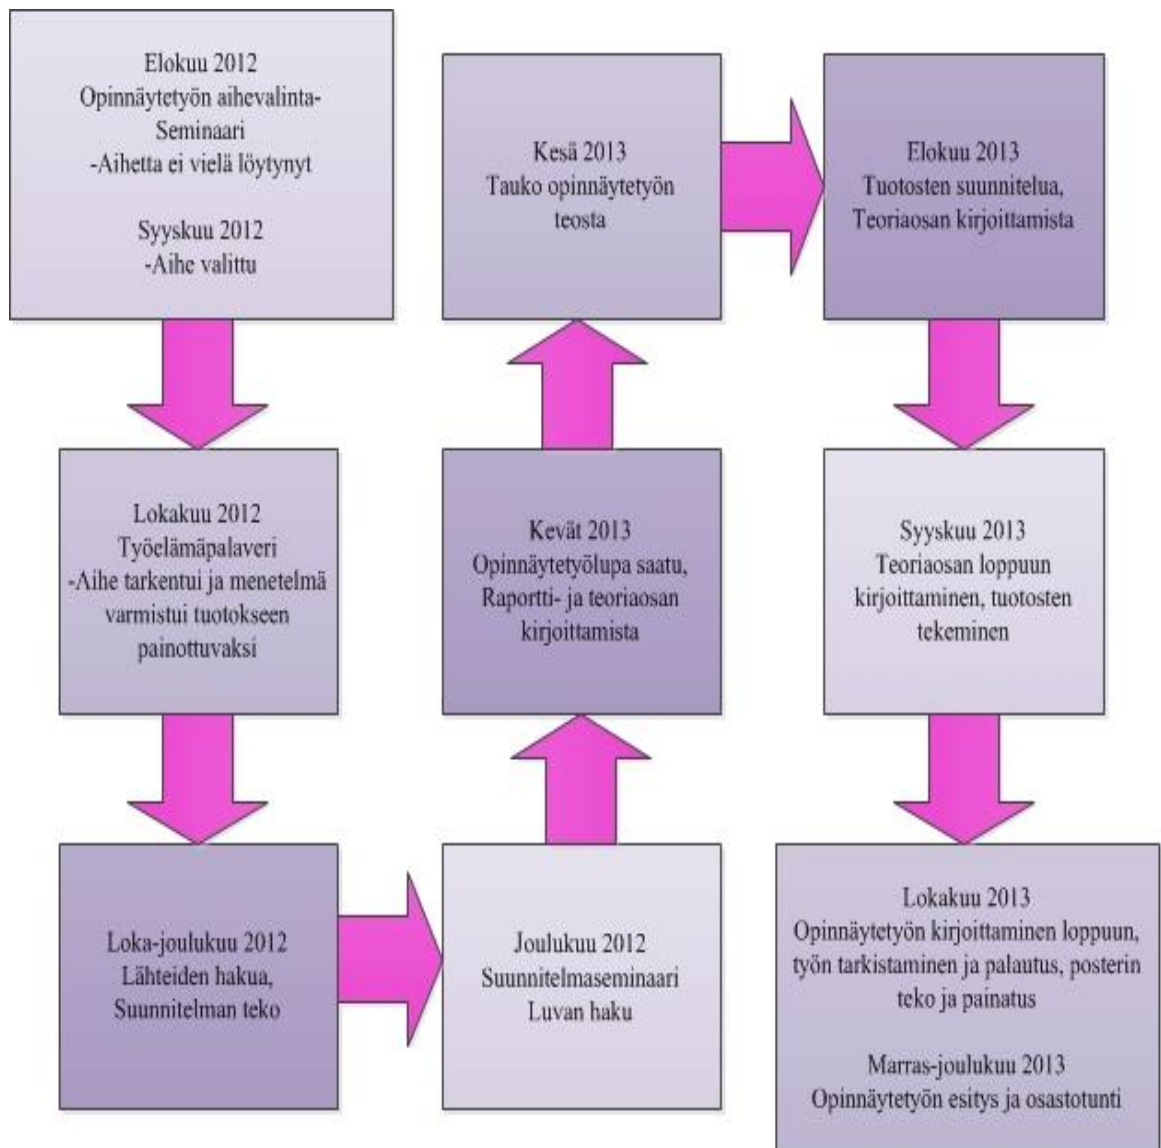 Elokuu 2012
Opinnäytetyön aihevalinta-
Seminaari
-Aihetta ei vielä löytynyt
Syyskuu 2012
-Aihe valittu
Lokakuu 2012
Työelämäpalaveri
-Aihe tarkentui ja menetelmä
varmistui tuotokseen
painottuvaksi
Loka-joulukuu 2012
Lähteiden hakua,
Suunnitelman teko
Joulukuu 2012
Suunnitelmaseminaari
Luvan haku
Kevät 2013
Opinnäytetyölupa saatu,
Raportti- ja teoriaosan
kirjoittamista
Kesä 2013
Tauko opinnäytetyön
teosta
Elokuu 2013
Tuotosten suunnitelua,
Teoriaosan kirjoittamista
Syyskuu 2013
Teoriaosan loppuun
kirjoittaminen, tuotosten
tekeminen
Lokakuu 2013
Opinnäytetyön kirjoittaminen loppuun,
työn tarkistaminen ja palautus, posterin
teko ja painatus
Marras-joulukuu 2013
Opinnäytetyön esitys ja osastotunti